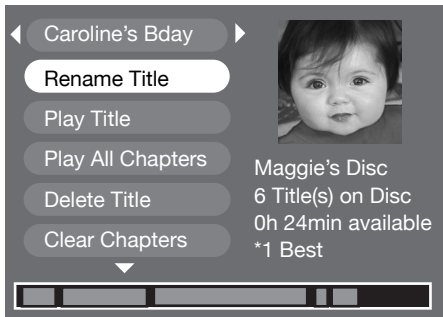 Caroline's Bday
Rename Title
Play Title
Play All Chapters
Delete Title
Clear Chapters
Maggie's Disc
6 Title(s) on Disc
0h 24min available
*1 Best